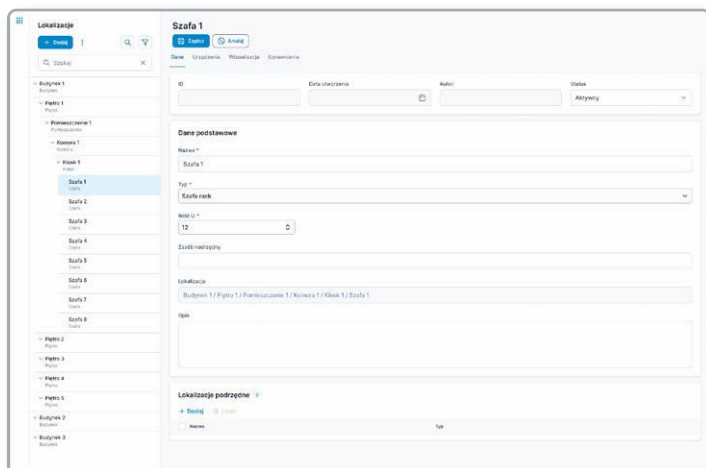 Lokalizacje
+ Dodaj
Szukaj
Budynek 1
Budynek
Piętro 1
Piętro
Pomieszczenie 1
Pomieszczenie
Komora 1
Komora
Kiosk 1
Kiosk
Szafa 1
Szafa
Szafa 2
Szafa
Szafa 3
Szafa
Szafa 4
Szafa
Szafa 5
Szafa
Szafa 6
Szafa
Szafa 7
Szafa
Szafa 8
Szafa
Piętro 2
Piętro
Piętro 3
Piętro
Piętro 4
Piętro
Piętro 5
Piętro
Budynek 2
Budynek
Budynek 3
Budynek
Szafa 1
Zapisz Anuluj
Dane Urządzenia Wizualizacja Uprawnienia
ID Data utworzenia Autor Status
Aktywny
Dane podstawowe
Nazwa *
Szafa 1
Typ *
Szafa rack
Ilość U *
12
Zasób nadrzędny
Lokalizacja
Budynek 1 / Piętro 1 / Pomieszczenie 1 / Komora 1 / Kiosk 1 / Szafa 1
Opis
Lokalizacje podrzędne
+ Dodaj Usuń
Nazwa Typ